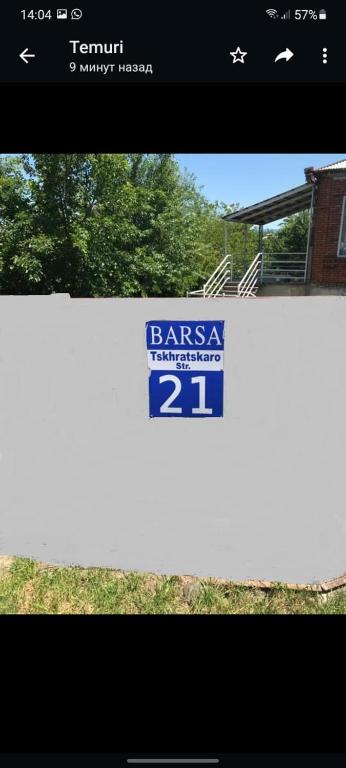 14:04
57%
Temuri
9 минут назад
BARSA
Tskhratskaro
Str.
21